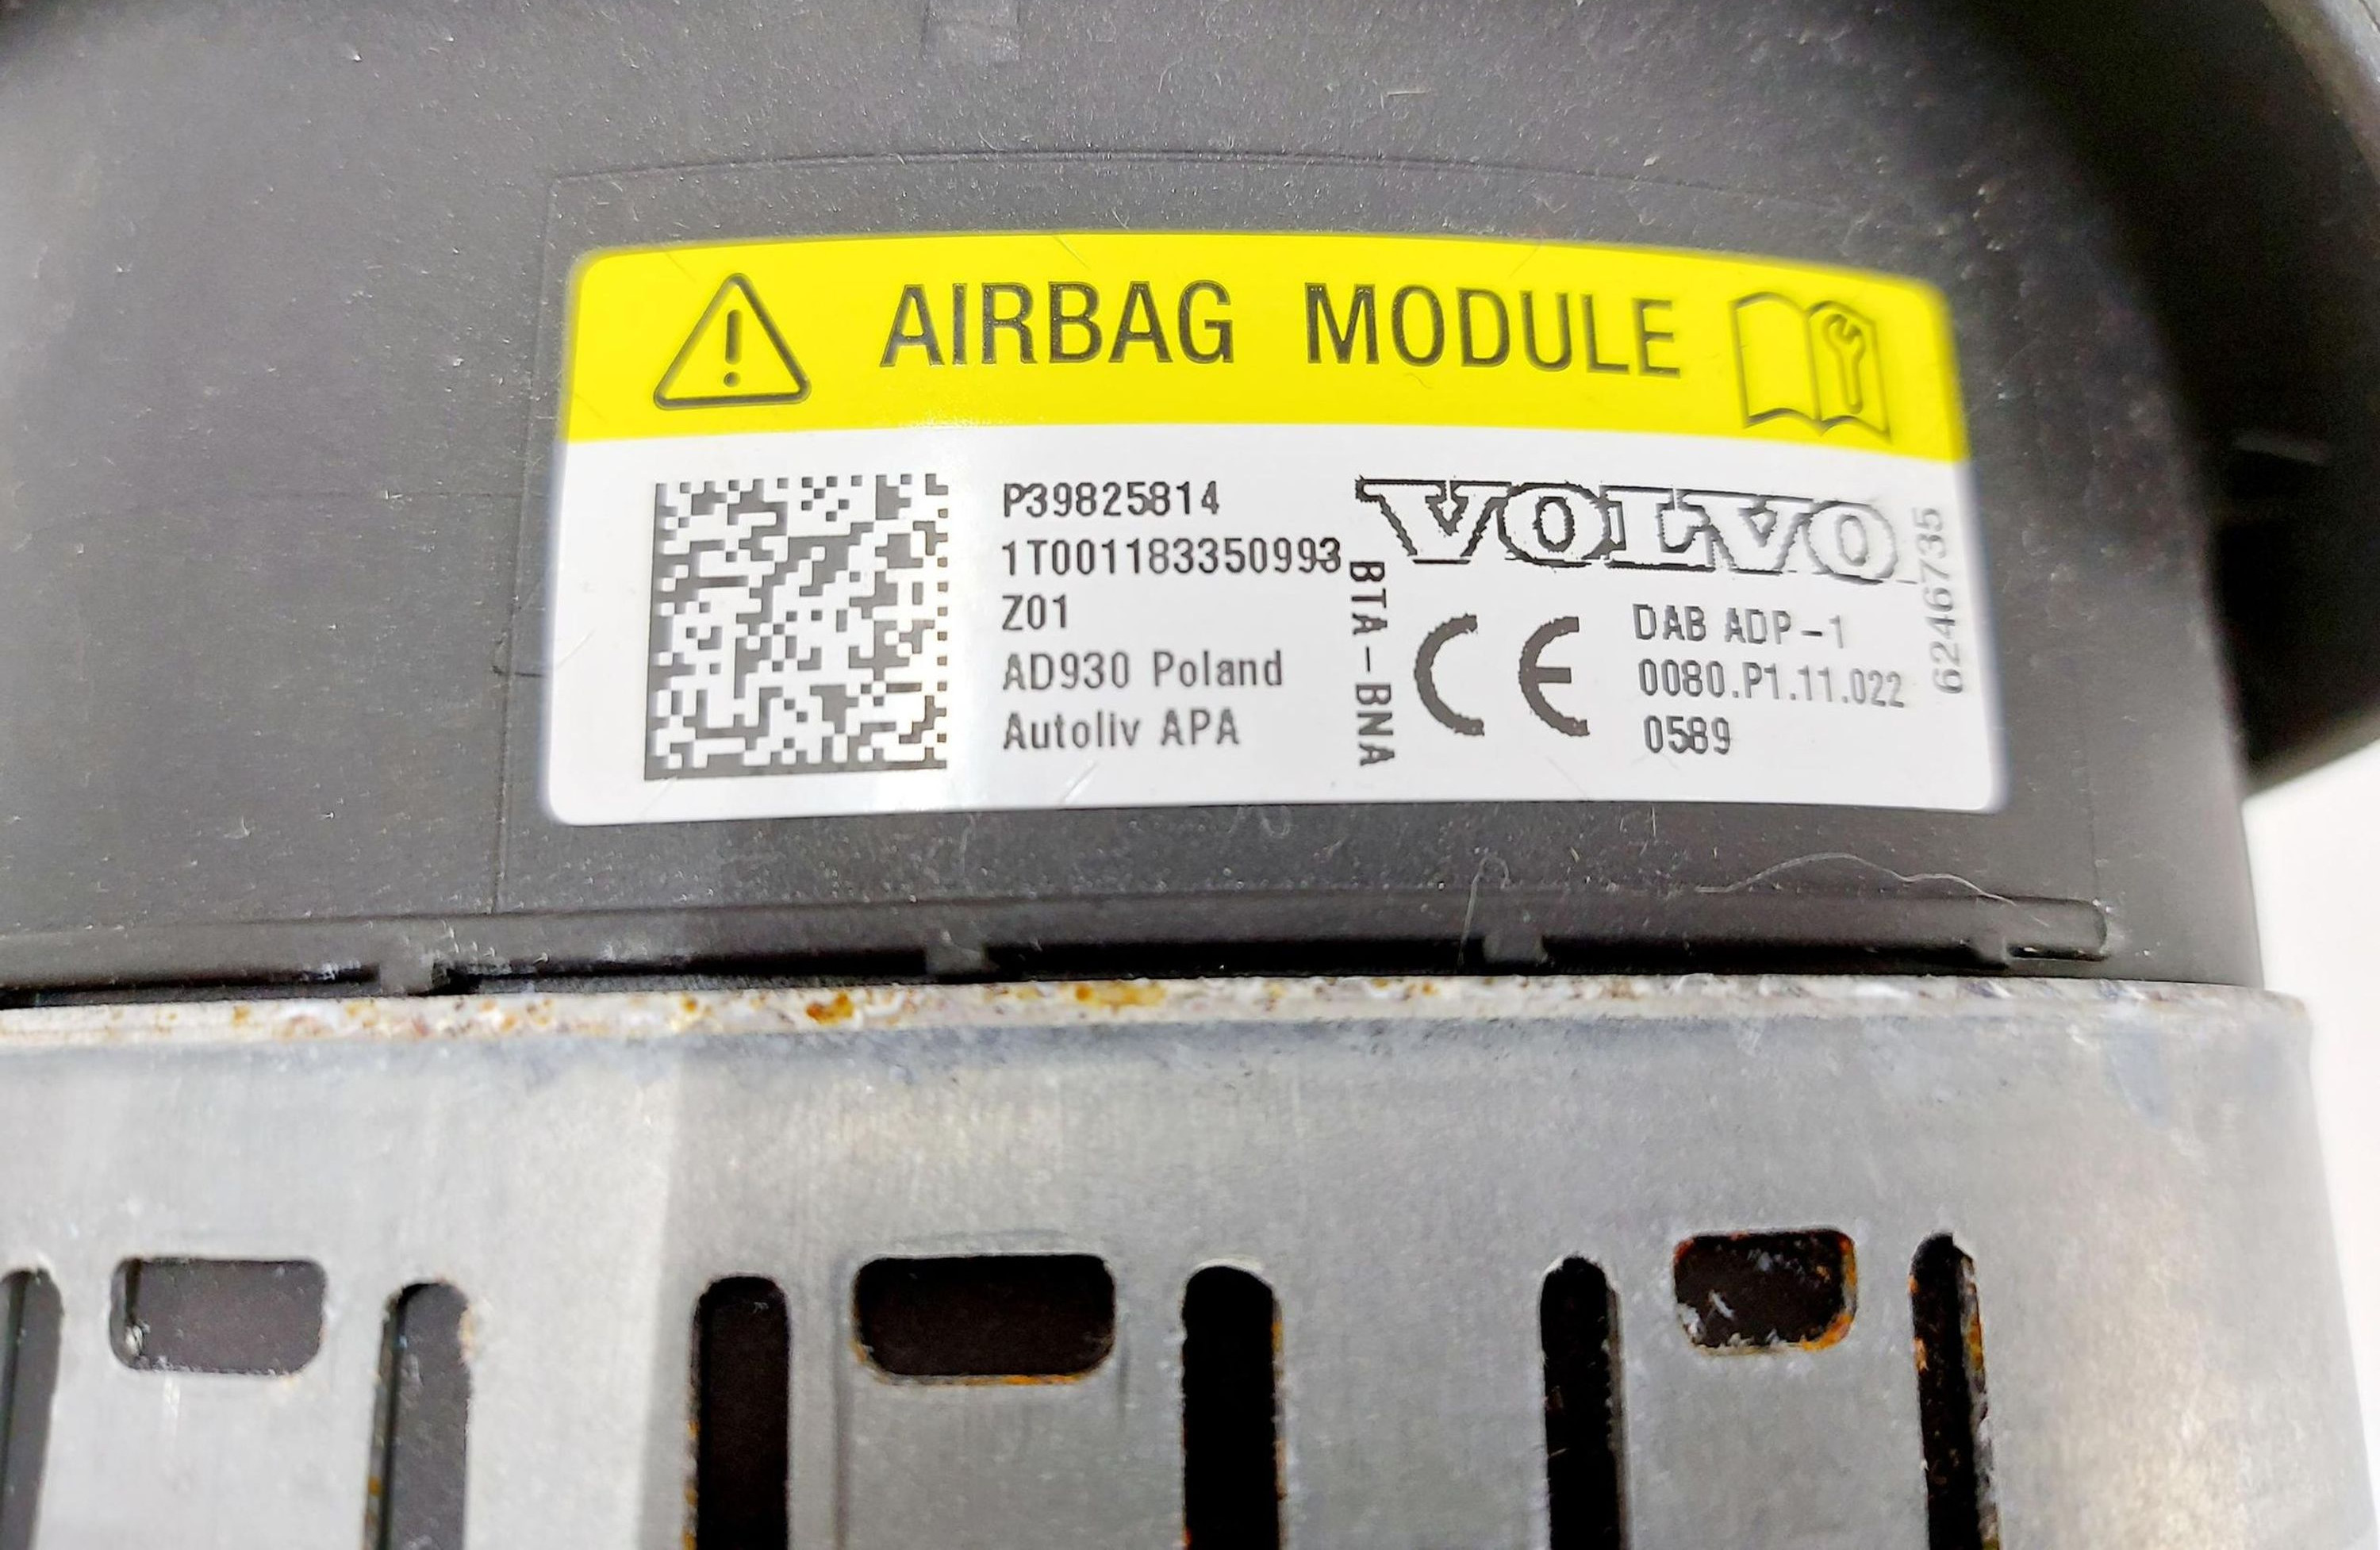 AIRBAG MODULE
P39825814
1T001183350993
Z01
AD930 Poland
Autoliv APA
BTA-BNA
VOLVO
CE
DAB ADP-1
0080.P1.11.022
0589
6246735